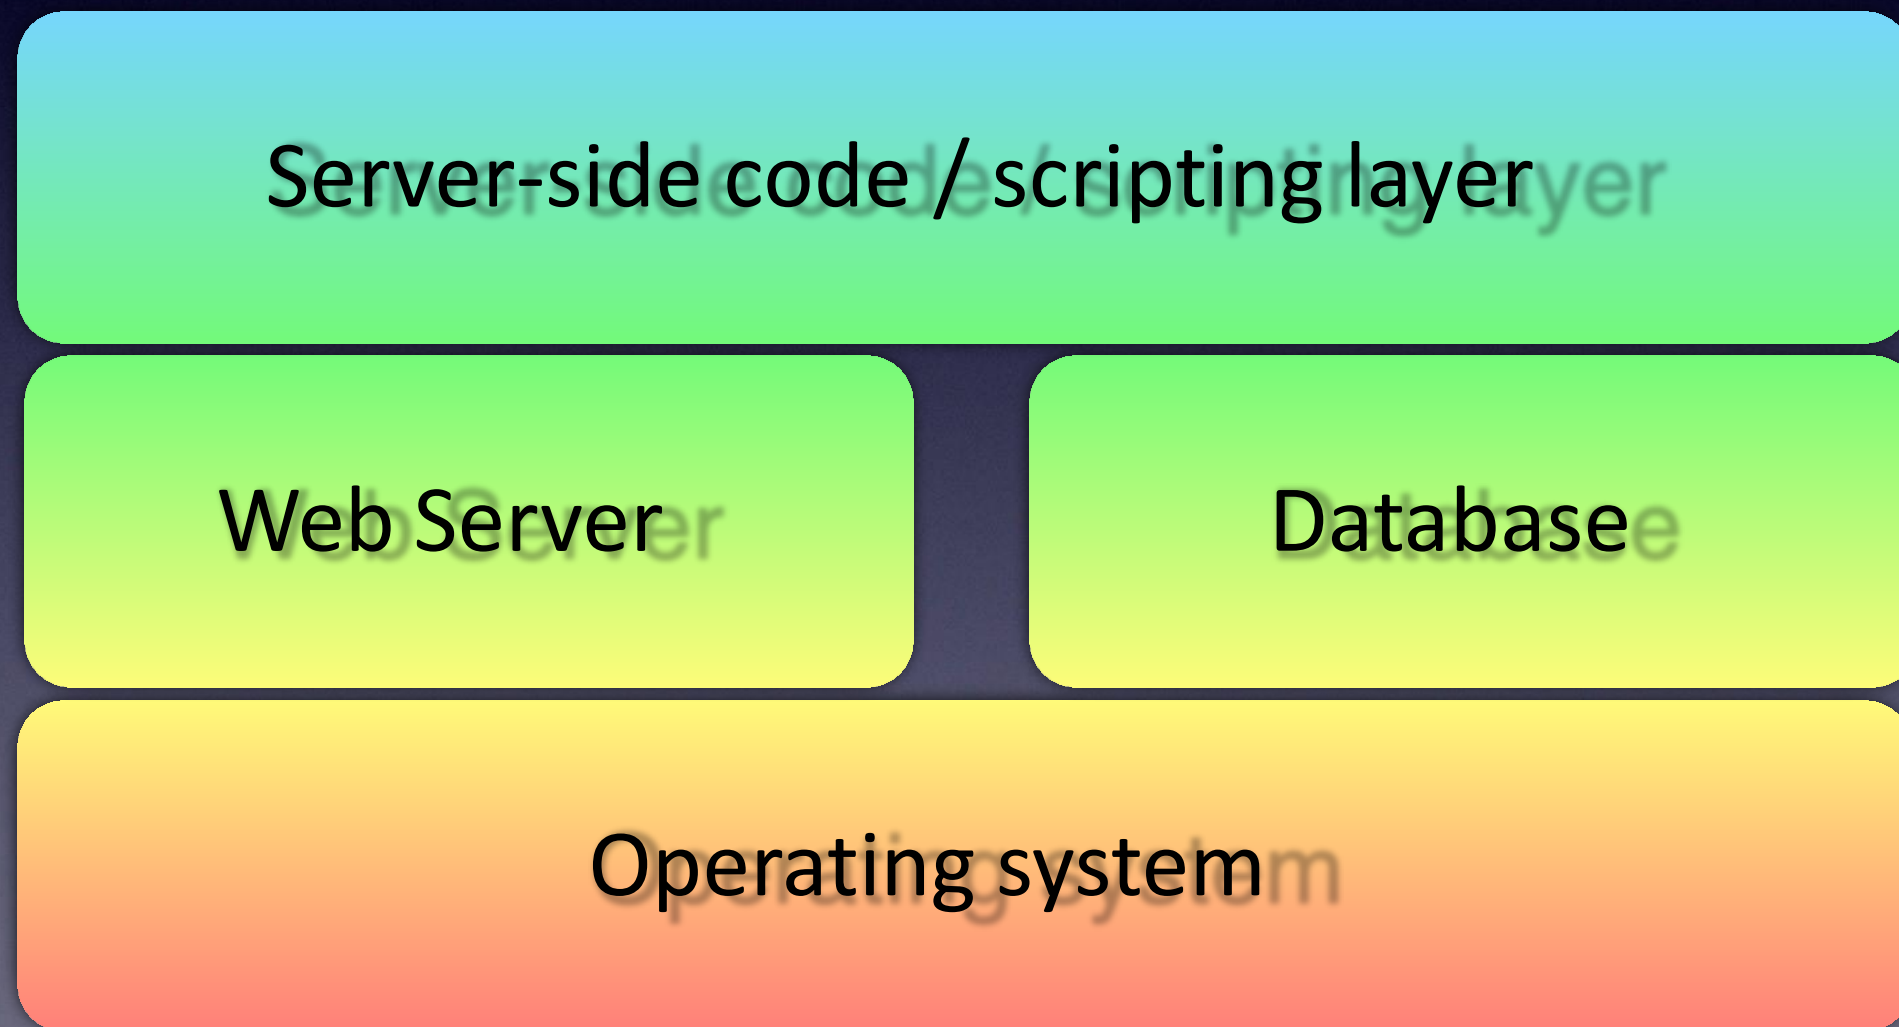 Server-side code / scripting layer
Web Server
Database
Operating system